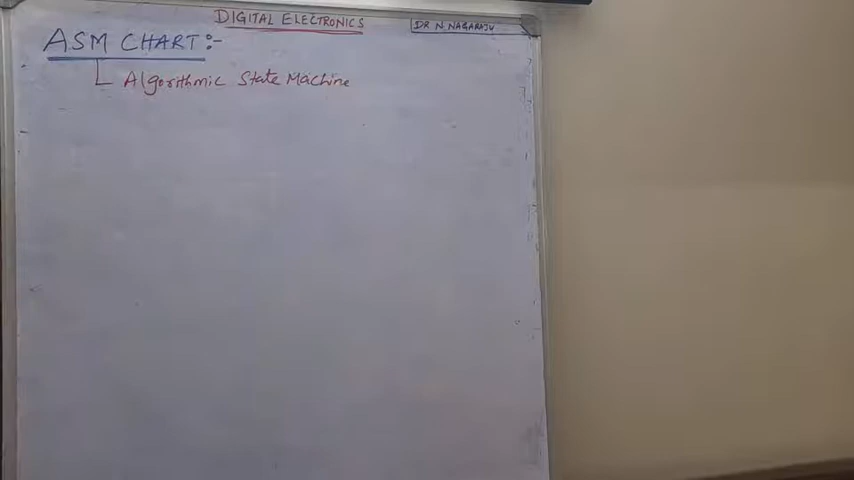 DIGITAL ELECTRONICS
DR N. NAGARAJU
ASM CHART:-
Algorithmic State Machine